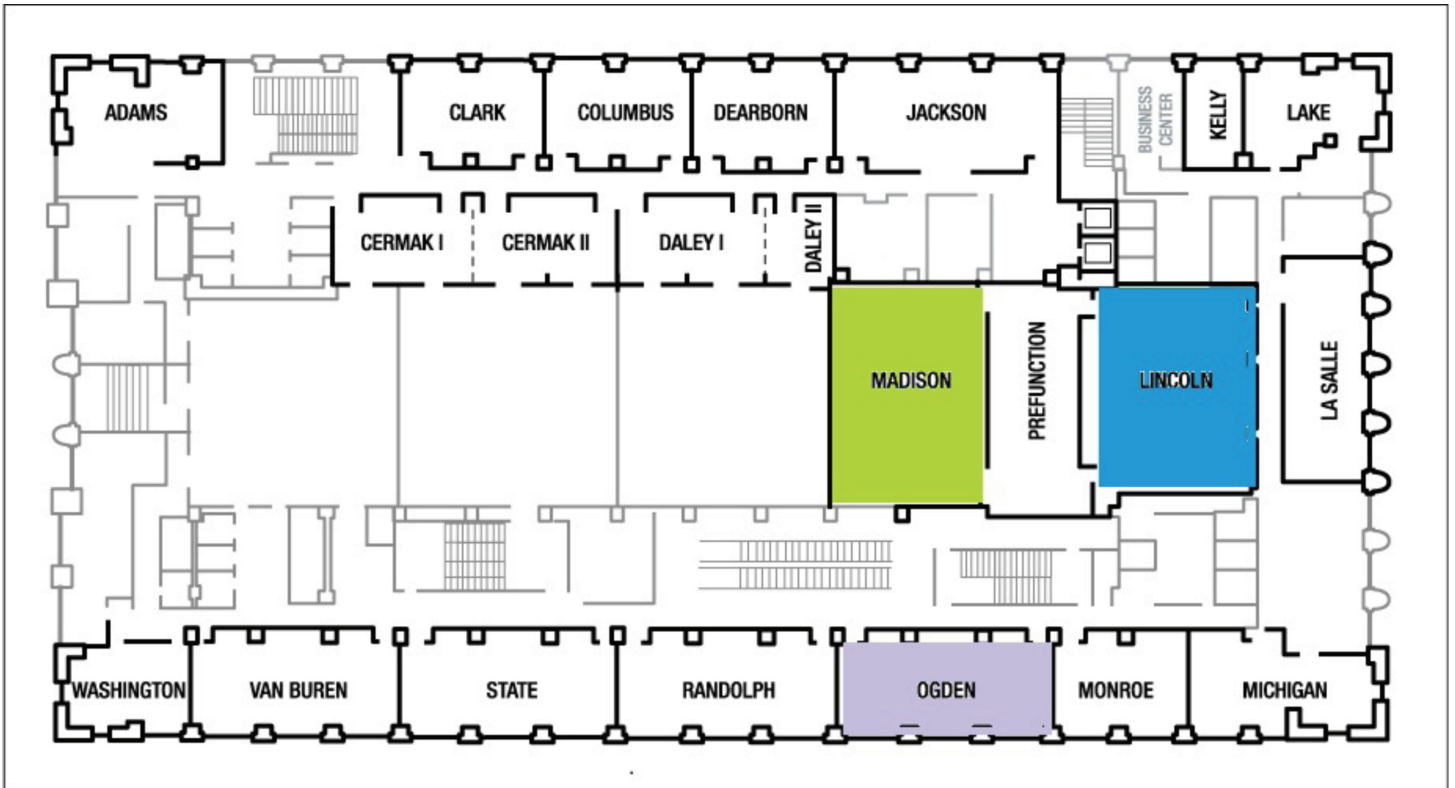 ADAMS
CLARK
COLUMBUS
DEARBORN
JACKSON
BUSINESS
CENTER
KELLY
LAKE
CERMAK I
CERMAK II
DALEY I
DALEY II
MADISON
PREFUNCTION
LINCOLN
LA SALLE
WASHINGTON
VAN BUREN
STATE
RANDOLPH
OGDEN
MONROE
MICHIGAN